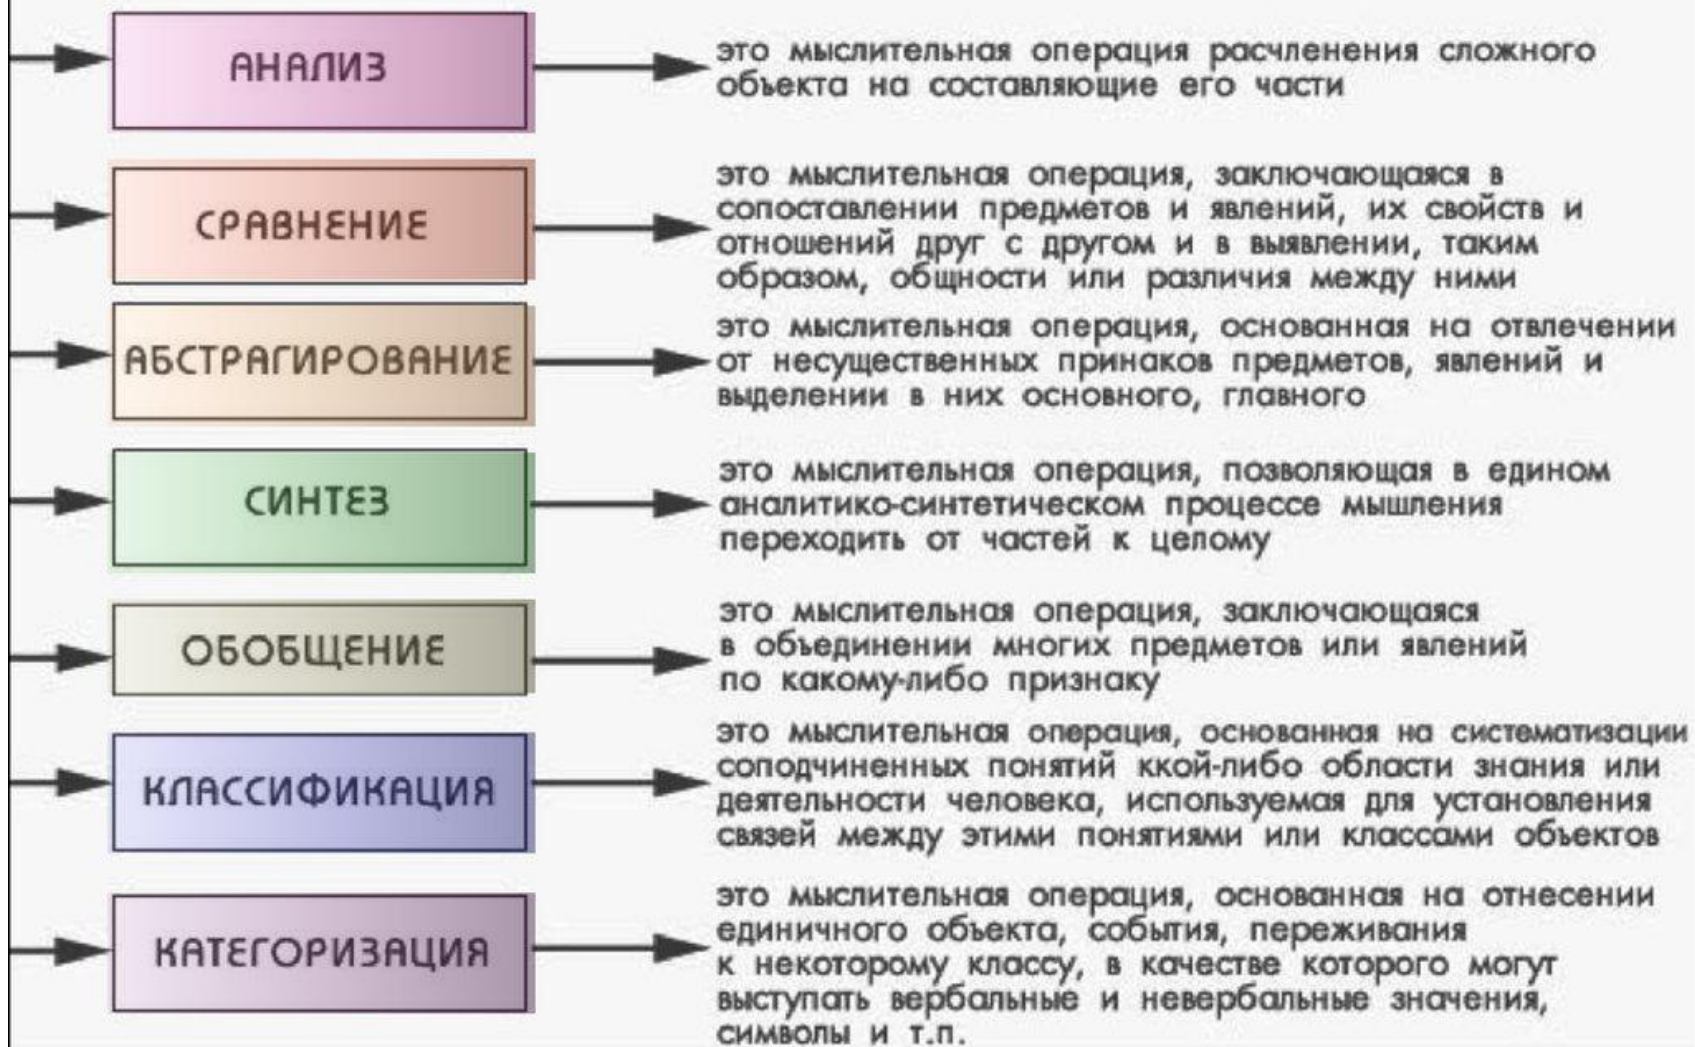 АНАЛИЗ
это мыслительная операция расчленения сложного
объекта на составляющие его части
СРАВНЕНИЕ
это мыслительная операция, заключающаяся в
сопоставлении предметов и явлений, их свойств и
отношений друг с другом и в выявлении, таким
образом, общности или различия между ними
АБСТРАГИРОВАНИЕ
это мыслительная операция, основанная на отвлечении
от несущественных принаков предметов, явлений и
выделении в них основного, главного
СИНТЕЗ
это мыслительная операция, позволяющая в едином
аналитико-синтетическом процессе мышления
переходить от частей к целому
ОБОБЩЕНИЕ
это мыслительная операция, заключающаяся
в объединении многих предметов или явлений
по какому-либо признаку
КЛАССИФИКАЦИЯ
это мыслительная операция, основанная на систематизации
соподчиненных понятий ккой-либо области знания или
деятельности человека, используемая для установления
связей между этими понятиями или классами объектов
КАТЕГОРИЗАЦИЯ
это мыслительная операция, основанная на отнесении
единичного объекта, события, переживания
к некоторому классу, в качестве которого могут
выступать вербальные и невербальные значения,
символы и т.п.